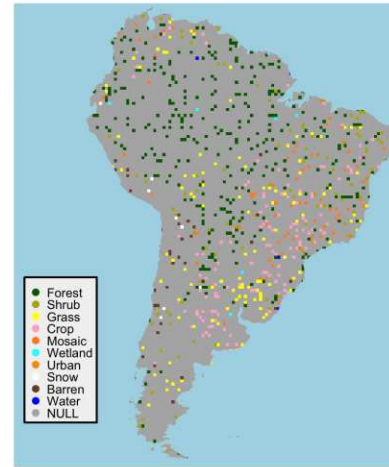 Forest
Shrub
Grass
Crop
Mosaic
Wetland
Urban
Snow
Barren
Water
NULL